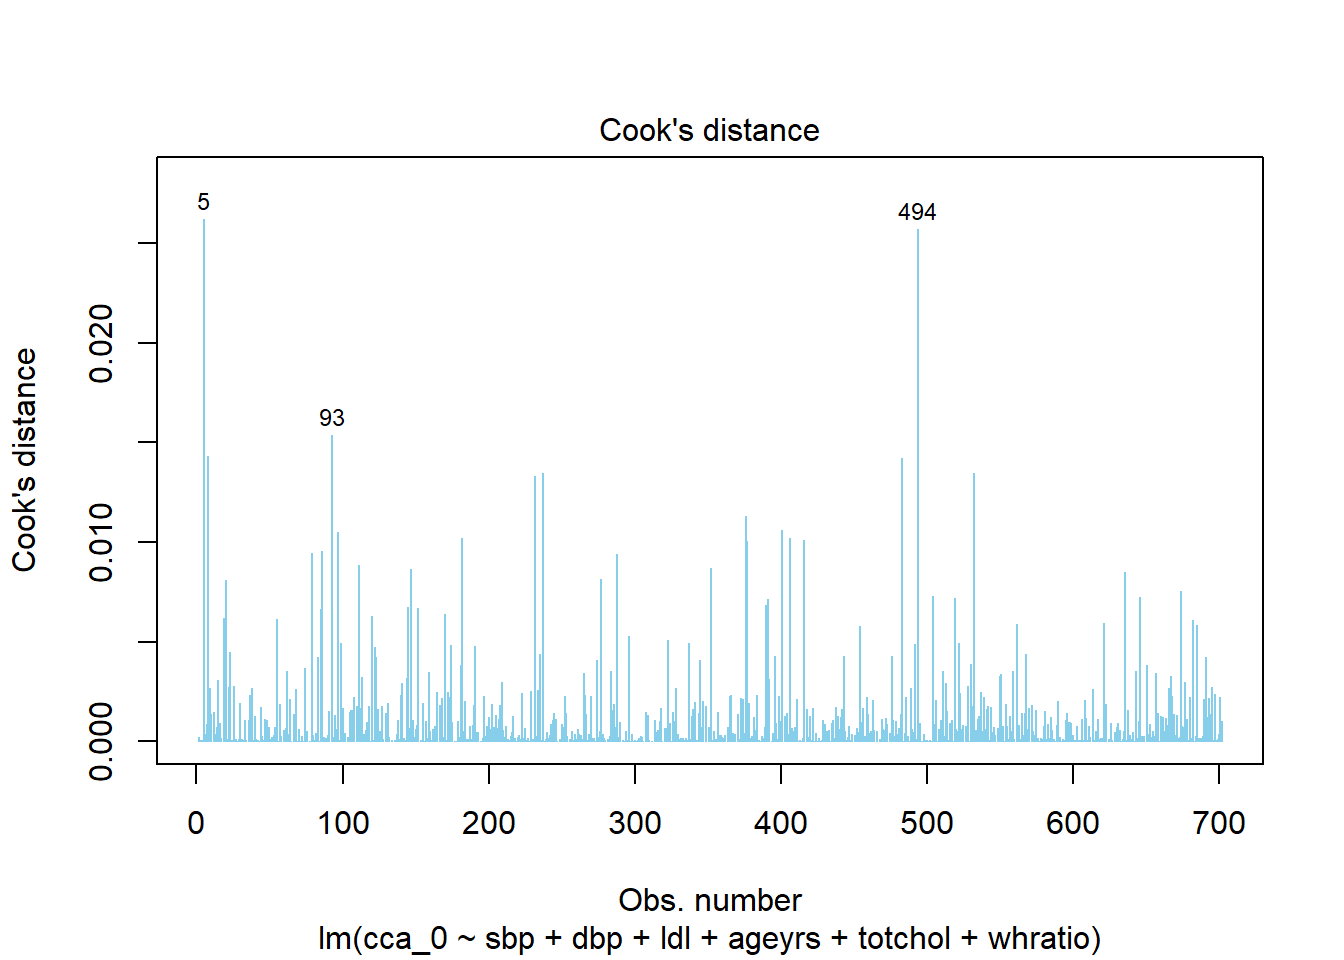 Cook's distance
5
494
93
Cook's distance
0.020
0.010
0.000
0 100 200 300 400 500 600 700
Obs. number
lm(cca_0 ~ sbp + dbp + ldl + ageyrs + totchol + whratio)